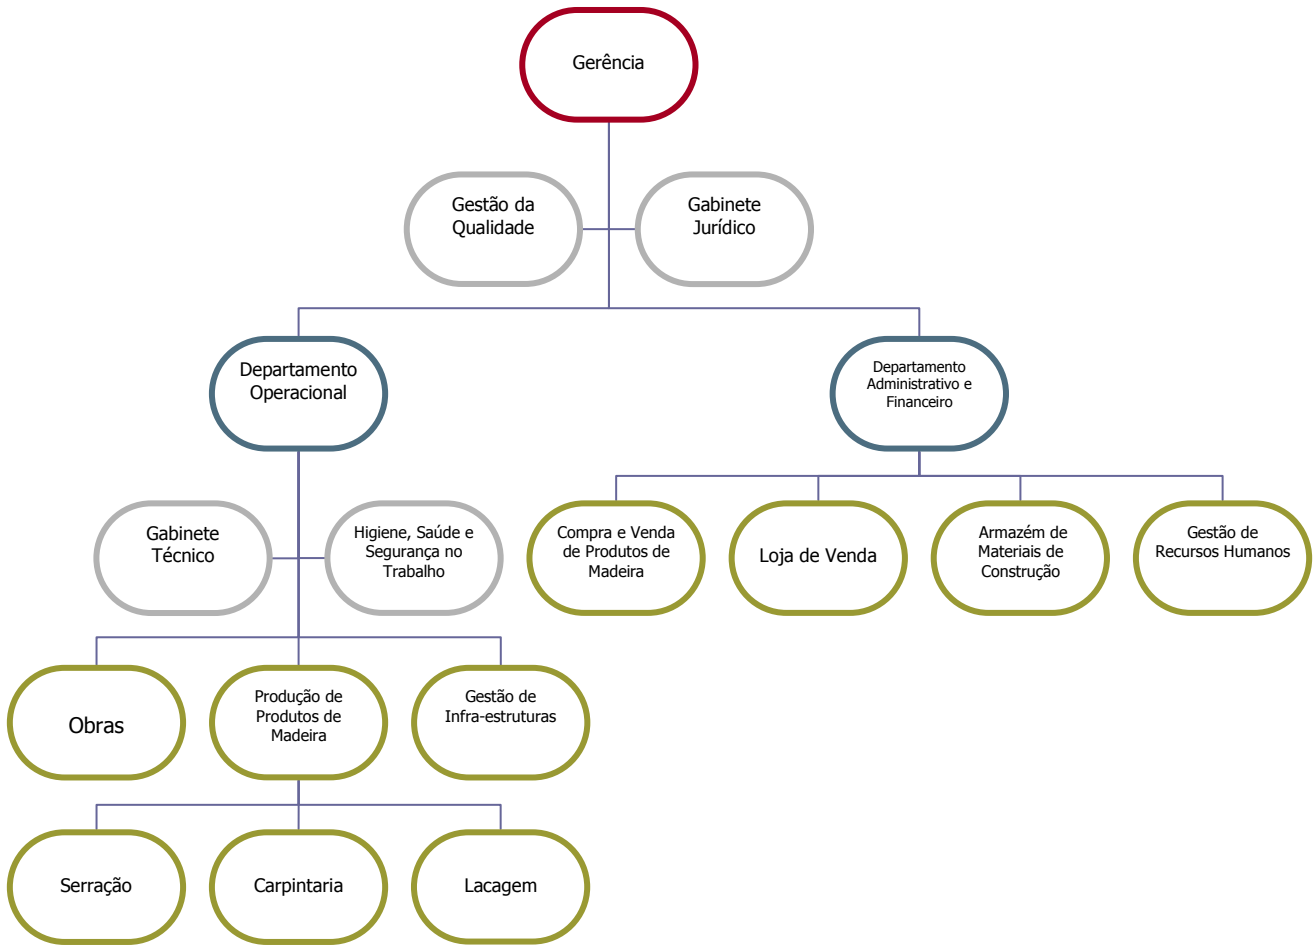 Gerência
Gestão da
Qualidade
Gabinete
Jurídico
Departamento
Operacional
Departamento
Administrativo e
Financeiro
Gabinete
Técnico
Higiene, Saúde e
Segurança no
Trabalho
Compra e Venda
de Produtos de
Madeira
Loja de Venda
Armazém de
Materiais de
Construção
Gestão de
Recursos Humanos
Obras
Produção de
Produtos de
Madeira
Gestão de
Infra-estruturas
Serração
Carpintaria
Lacagem